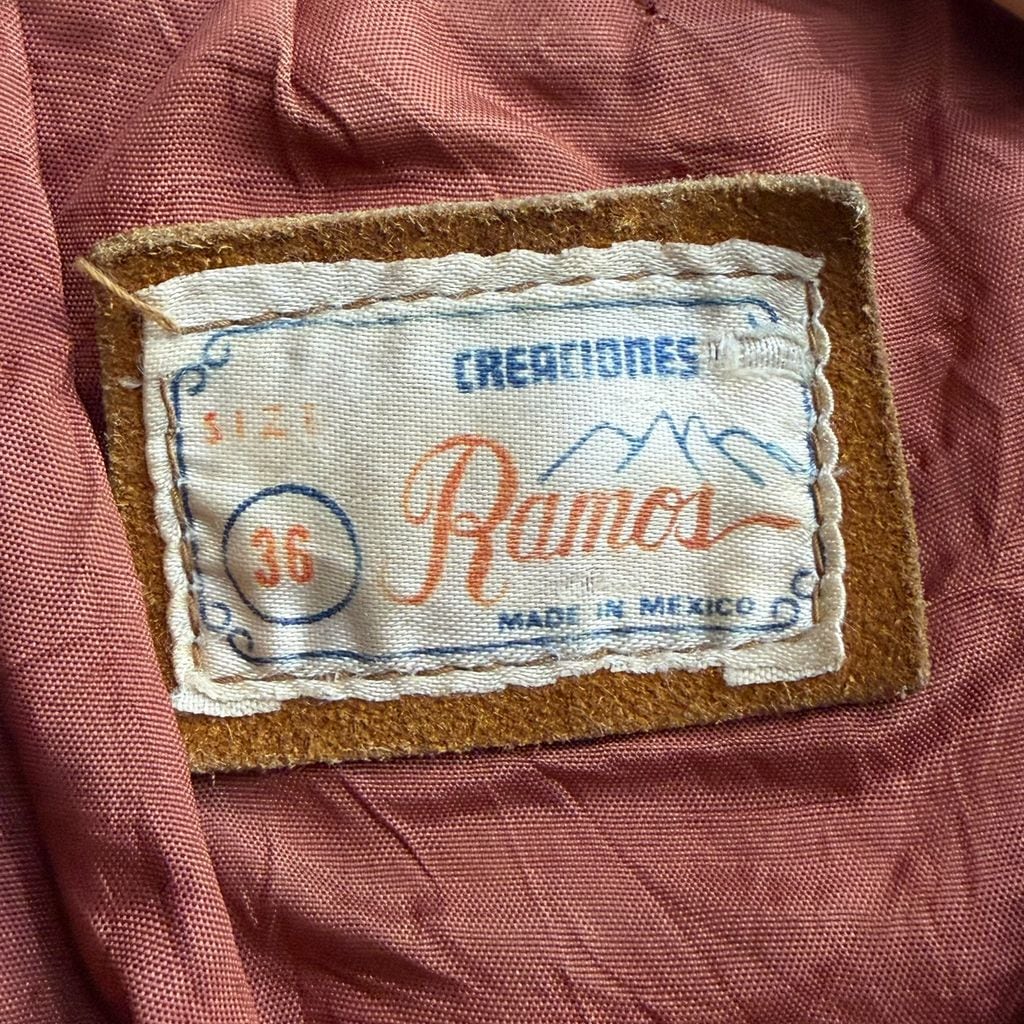 CREACIONES
SIZE
Ramos
36
MADE IN MEXICO